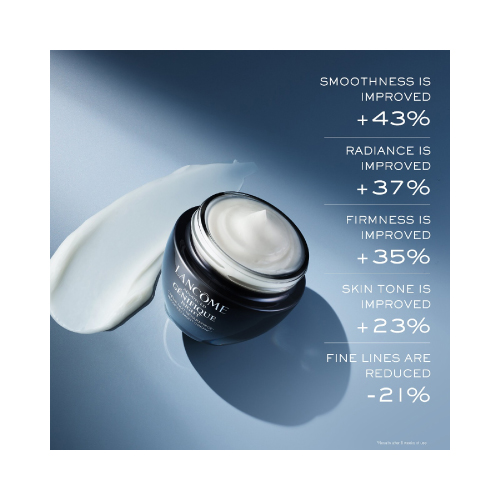 SMOOTHNESS IS
IMPROVED
+43%
RADIANCE IS
IMPROVED
+37%
FIRMNESS IS
IMPROVED
+35%
SKIN TONE IS
IMPROVED
+23%
FINE LINES ARE
REDUCED
-21%
LANCÔME
GÉNIFIQUE